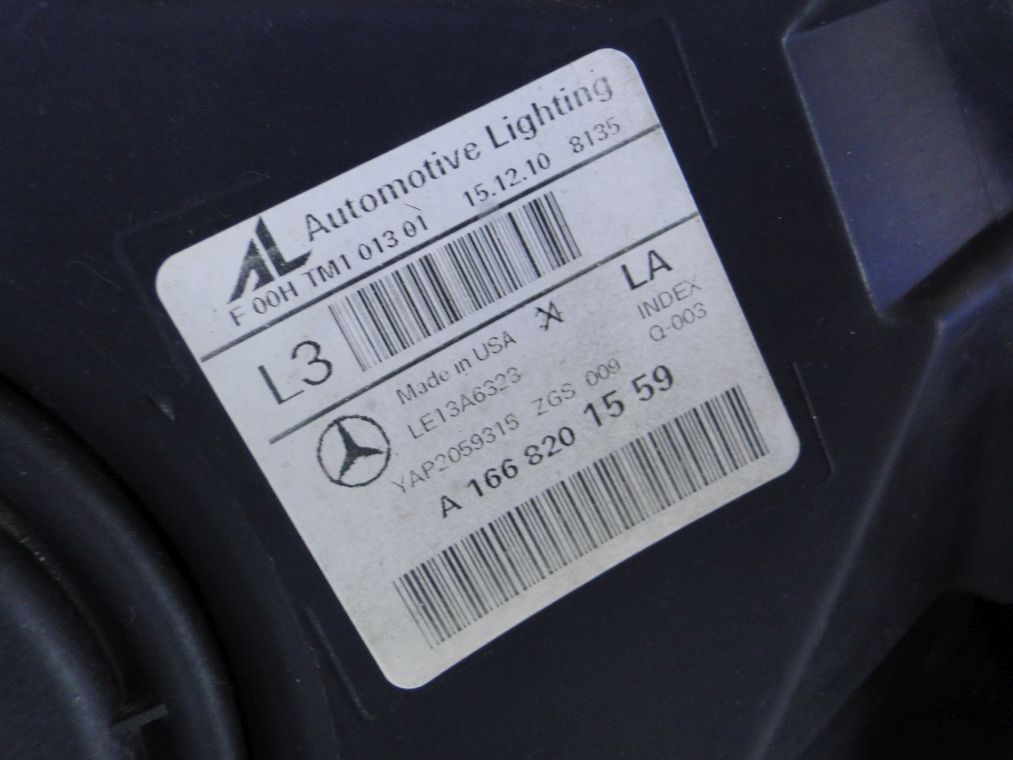 AL Automotive Lighting
F 00H TM1 013 01 15.12.10 8135
L3
Made in USA LA
LE13A6323 INDEX
YAP2059315 ZGS 009 Q-003
A 166 820 15 59